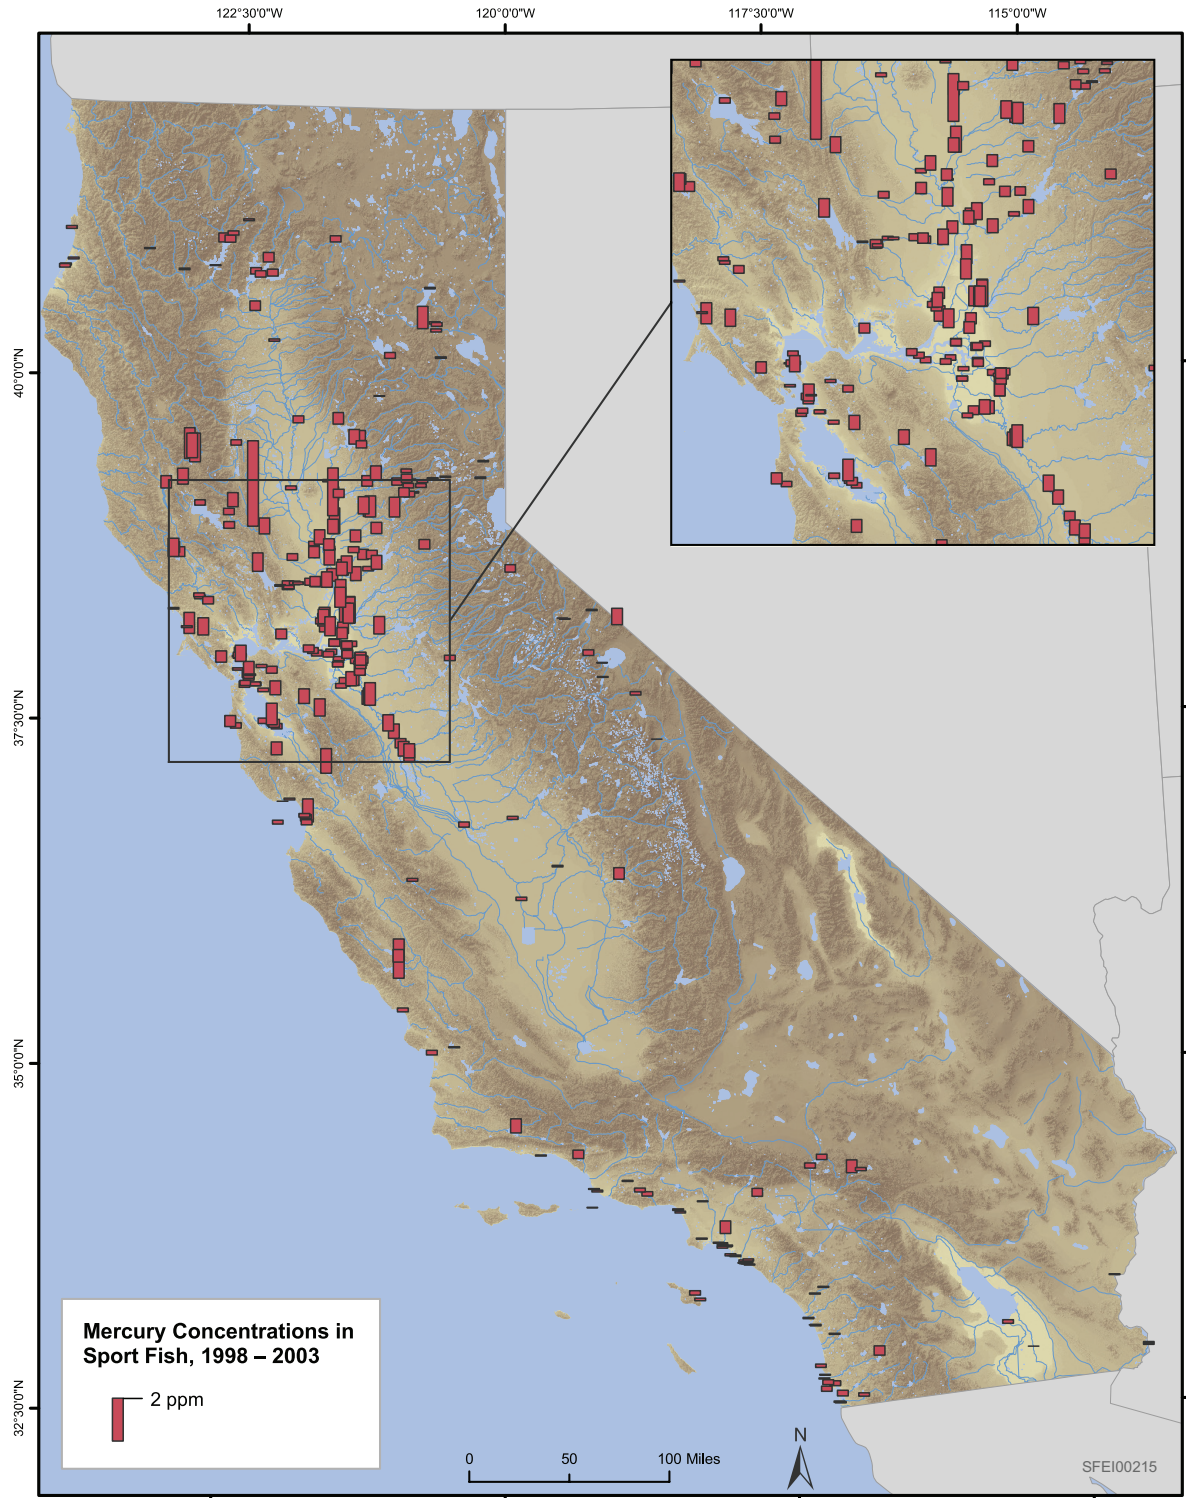 122°30'0"W
120°0'0"W
117°30'0"W
115°0'0"W
40°0'0"N
37°30'0"N
35°0'0"N
32°30'0"N
Mercury Concentrations in
Sport Fish, 1998 – 2003
2 ppm
0
50
100 Miles
N
SFEI00215